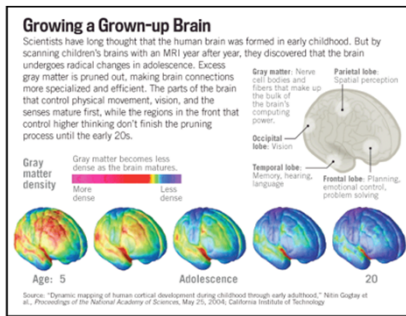 Growing a Grown-up Brain
Scientists have long thought that the human brain was formed in early childhood. But by
scanning children's brains with an MRI year after year, they discovered that the brain
undergoes radical changes in adolescence. Excess
gray matter is pruned out, making brain connections
more specialized and efficient. The parts of the brain
that control physical movement, vision, and the
senses mature first, while the regions in the front that
control higher thinking don't finish the pruning
process until the early 20s.
Gray matter: Nerve
cell bodies and
fibers that make up
the bulk of
the brain's
computing
power.
Parietal lobe:
Spatial perception
Occipital
lobe: Vision
Temporal lobe:
Memory, hearing,
language
Frontal lobe: Planning,
emotional control,
problem solving
Gray
matter
density
Gray matter becomes less
dense as the brain matures.
More
dense
Less
dense
Age: 5
Adolescence
20
Source: "Dynamic mapping of human cortical development during childhood through early adulthood," Nitin Gogtay et
al., Proceedings of the National Academy of Sciences, May 25, 2004; California Institute of Technology